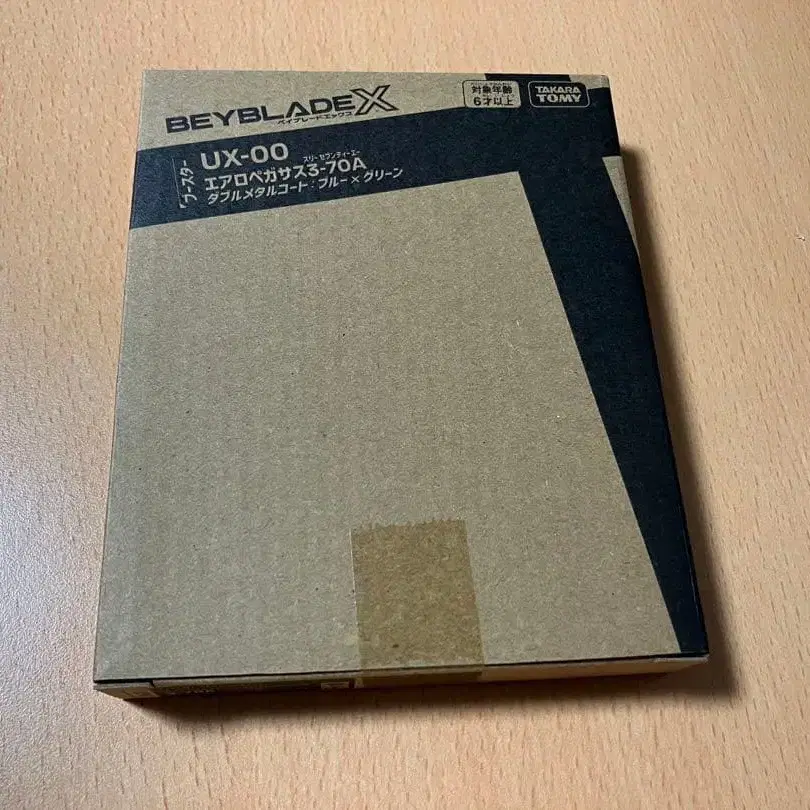 BEYBLADE X
ベイブレードエックス
対象年齢
6才以上
TAKARA
TOMY
ブースター
UX-00
スリーセブンティーエー
エアロペガサス3-70A
ダブルメタルコート:ブルー×グリーン